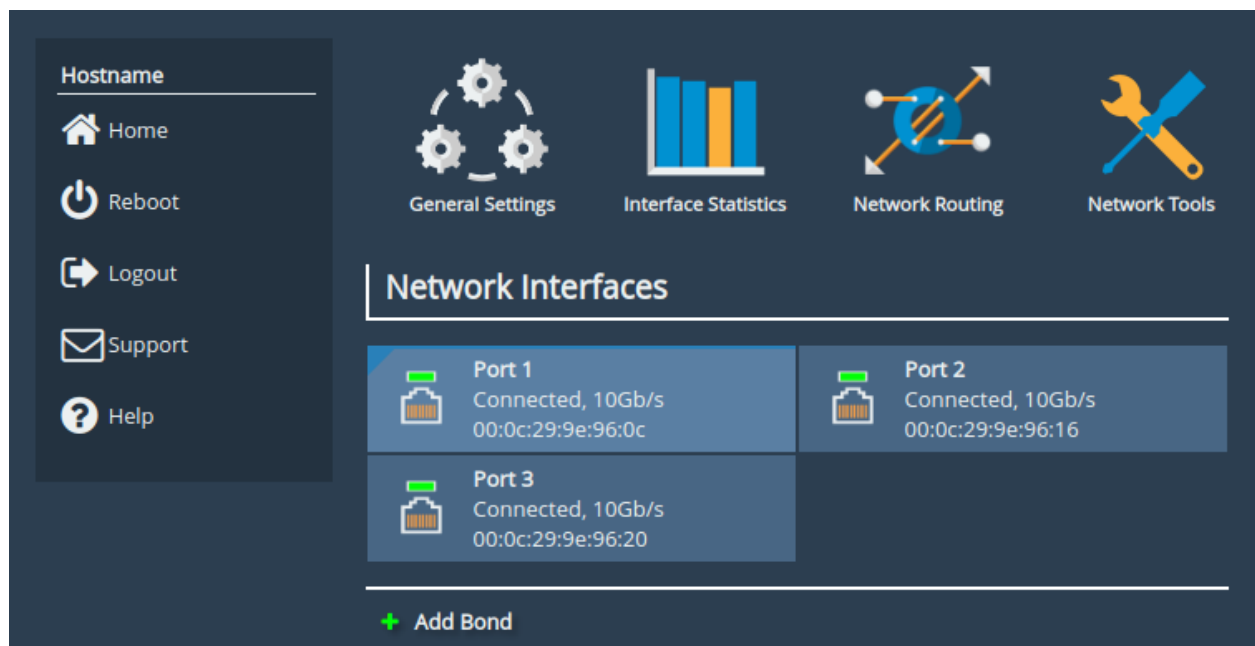 Hostname
Home
Reboot
Logout
Support
Help
General Settings
Interface Statistics
Network Routing
Network Tools
Network Interfaces
Port 1
Connected, 10Gb/s
00:0c:29:9e:96:0c
Port 2
Connected, 10Gb/s
00:0c:29:9e:96:16
Port 3
Connected, 10Gb/s
00:0c:29:9e:96:20
Add Bond